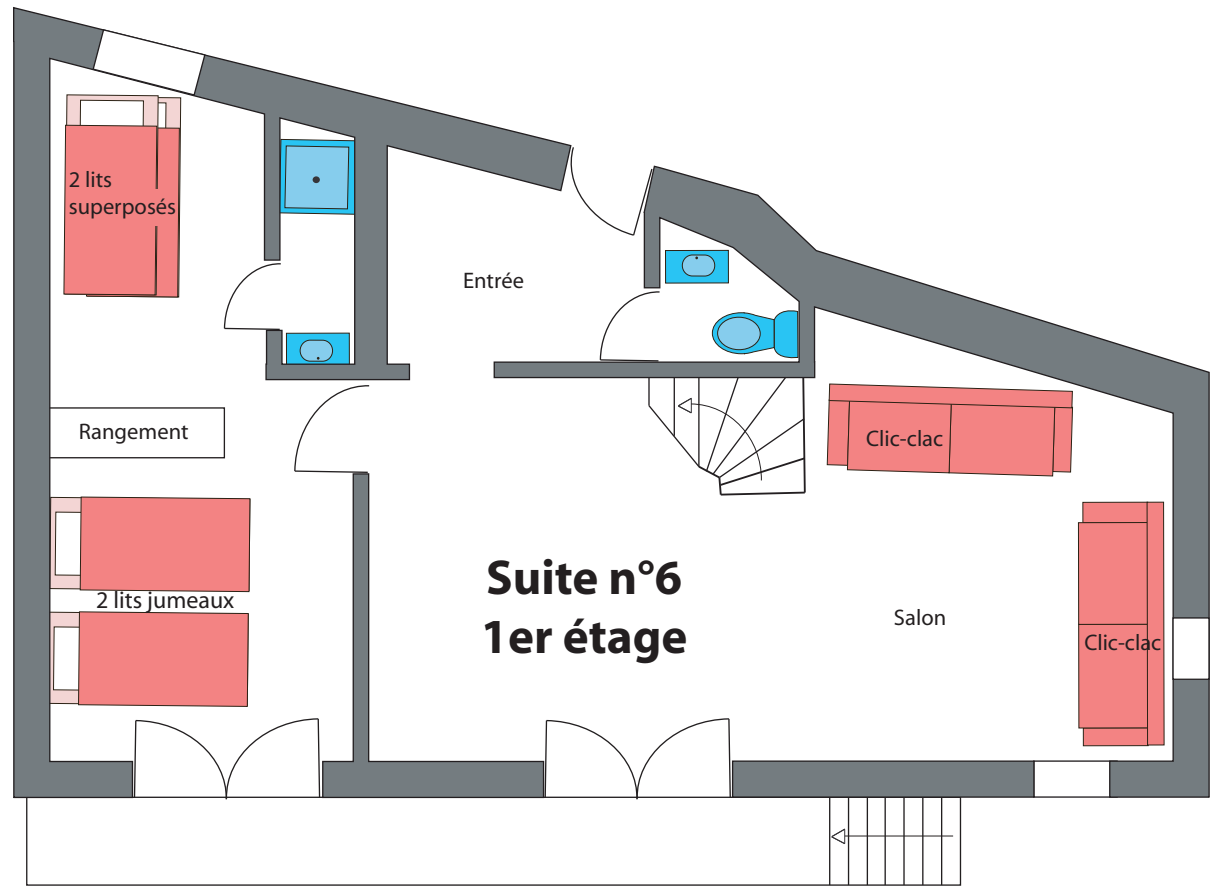 2 lits
superposés
Entrée
Rangement
Clic-clac
2 lits jumeaux
Suite n°6
1er étage
Salon
Clic-clac